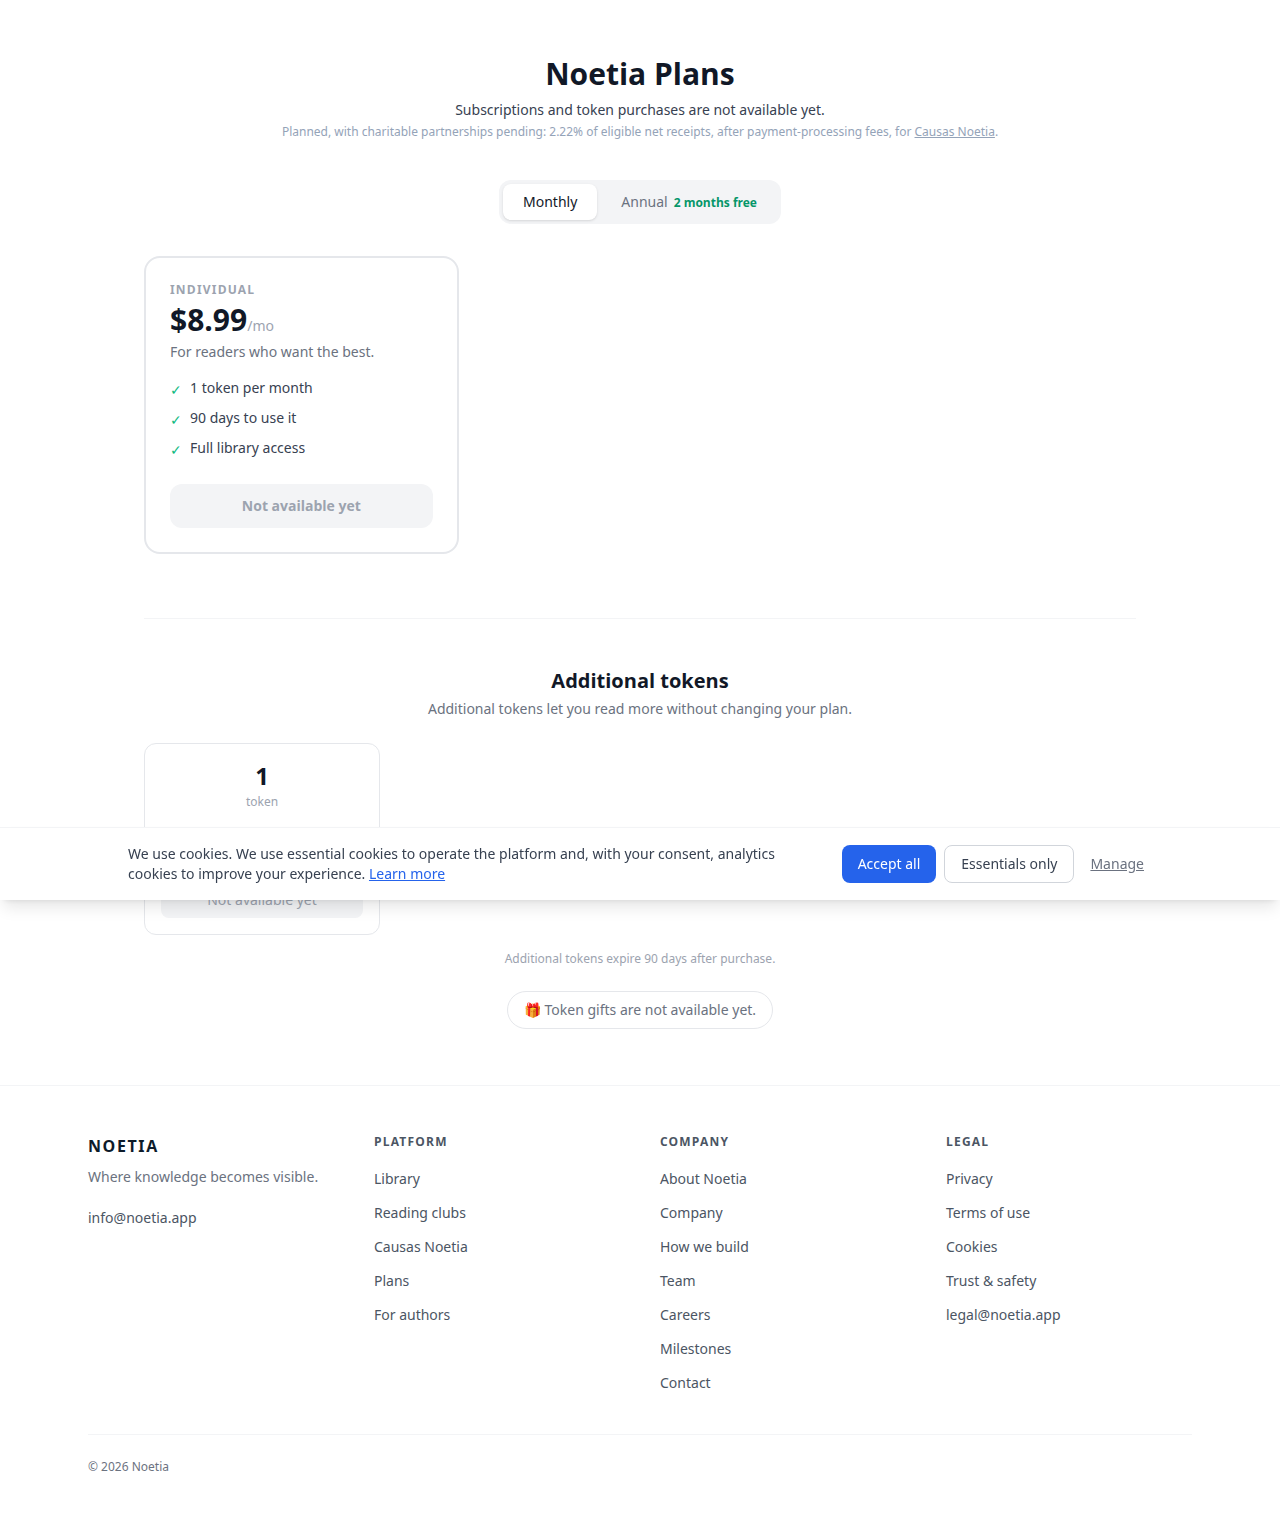 Noetia Plans
Subscriptions and token purchases are not available yet.
Planned, with charitable partnerships pending: 2.22% of eligible net receipts, after payment-processing fees, for Causas Noetia.
Monthly
Annual 2 months free
INDIVIDUAL
$8.99/mo
For readers who want the best.
✓ 1 token per month
✓ 90 days to use it
✓ Full library access
Not available yet
Additional tokens
Additional tokens let you read more without changing your plan.
1
token
We use cookies. We use essential cookies to operate the platform and, with your consent, analytics
cookies to improve your experience. Learn more
Accept all
Essentials only
Manage
Not available yet
Additional tokens expire 90 days after purchase.
🎁 Token gifts are not available yet.
NOETIA
Where knowledge becomes visible.
info@noetia.app
PLATFORM
Library
Reading clubs
Causas Noetia
Plans
For authors
COMPANY
About Noetia
Company
How we build
Team
Careers
Milestones
Contact
LEGAL
Privacy
Terms of use
Cookies
Trust & safety
legal@noetia.app
© 2026 Noetia